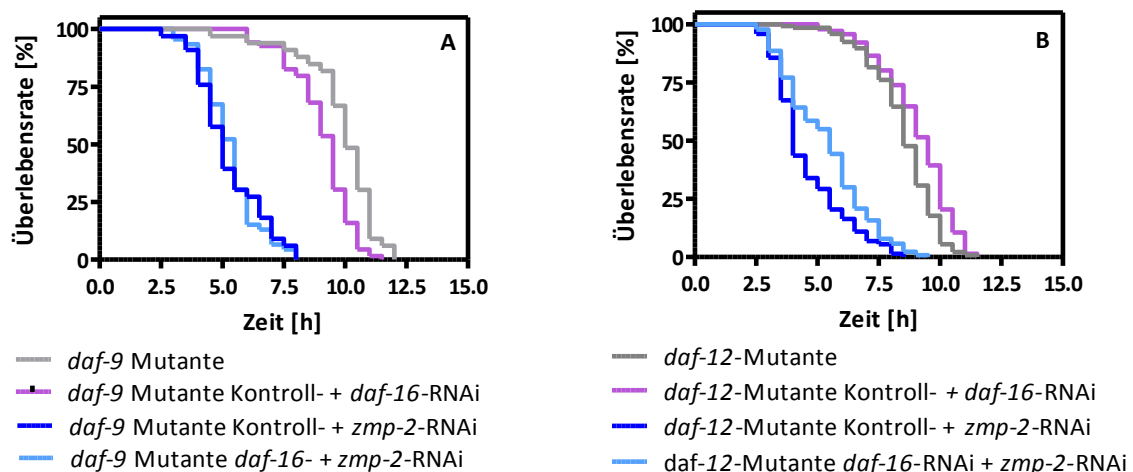 A
Überlebensrate [%]
100
75
50
25
0
0.0 2.5 5.0 7.5 10.0 12.5 15.0
Zeit [h]
daf-9 Mutante
daf-9 Mutante Kontroll- + daf-16-RNAi
daf-9 Mutante Kontroll- + zmp-2-RNAi
daf-9 Mutante daf-16- + zmp-2-RNAi
B
Überlebensrate [%]
100
75
50
25
0
0.0 2.5 5.0 7.5 10.0 12.5 15.0
Zeit [h]
daf-12-Mutante
daf-12-Mutante Kontroll- + daf-16-RNAi
daf-12-Mutante Kontroll- + zmp-2-RNAi
daf-12-Mutante daf-16-RNAi + zmp-2-RNAi